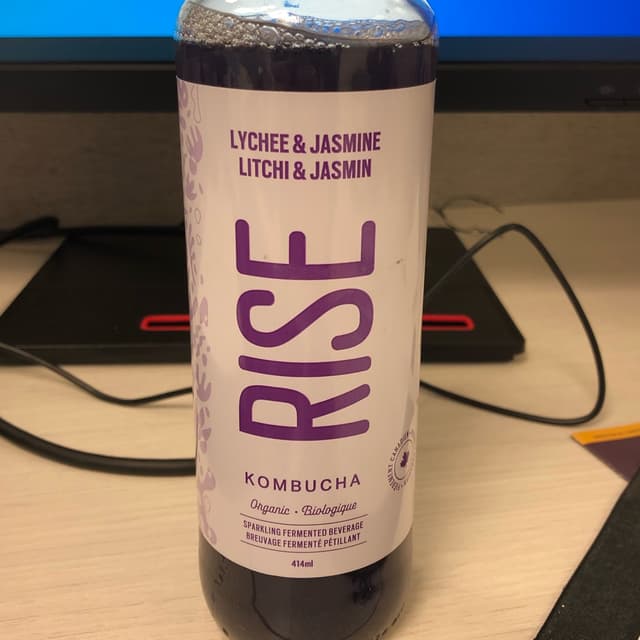 LYCHEE & JASMINE
LITCHI & JASMIN
RISE
KOMBUCHA
Organic • Biologique
SPARKLING FERMENTED BEVERAGE
BREUVAGE FERMENTÉ PÉTILLANT
414ml